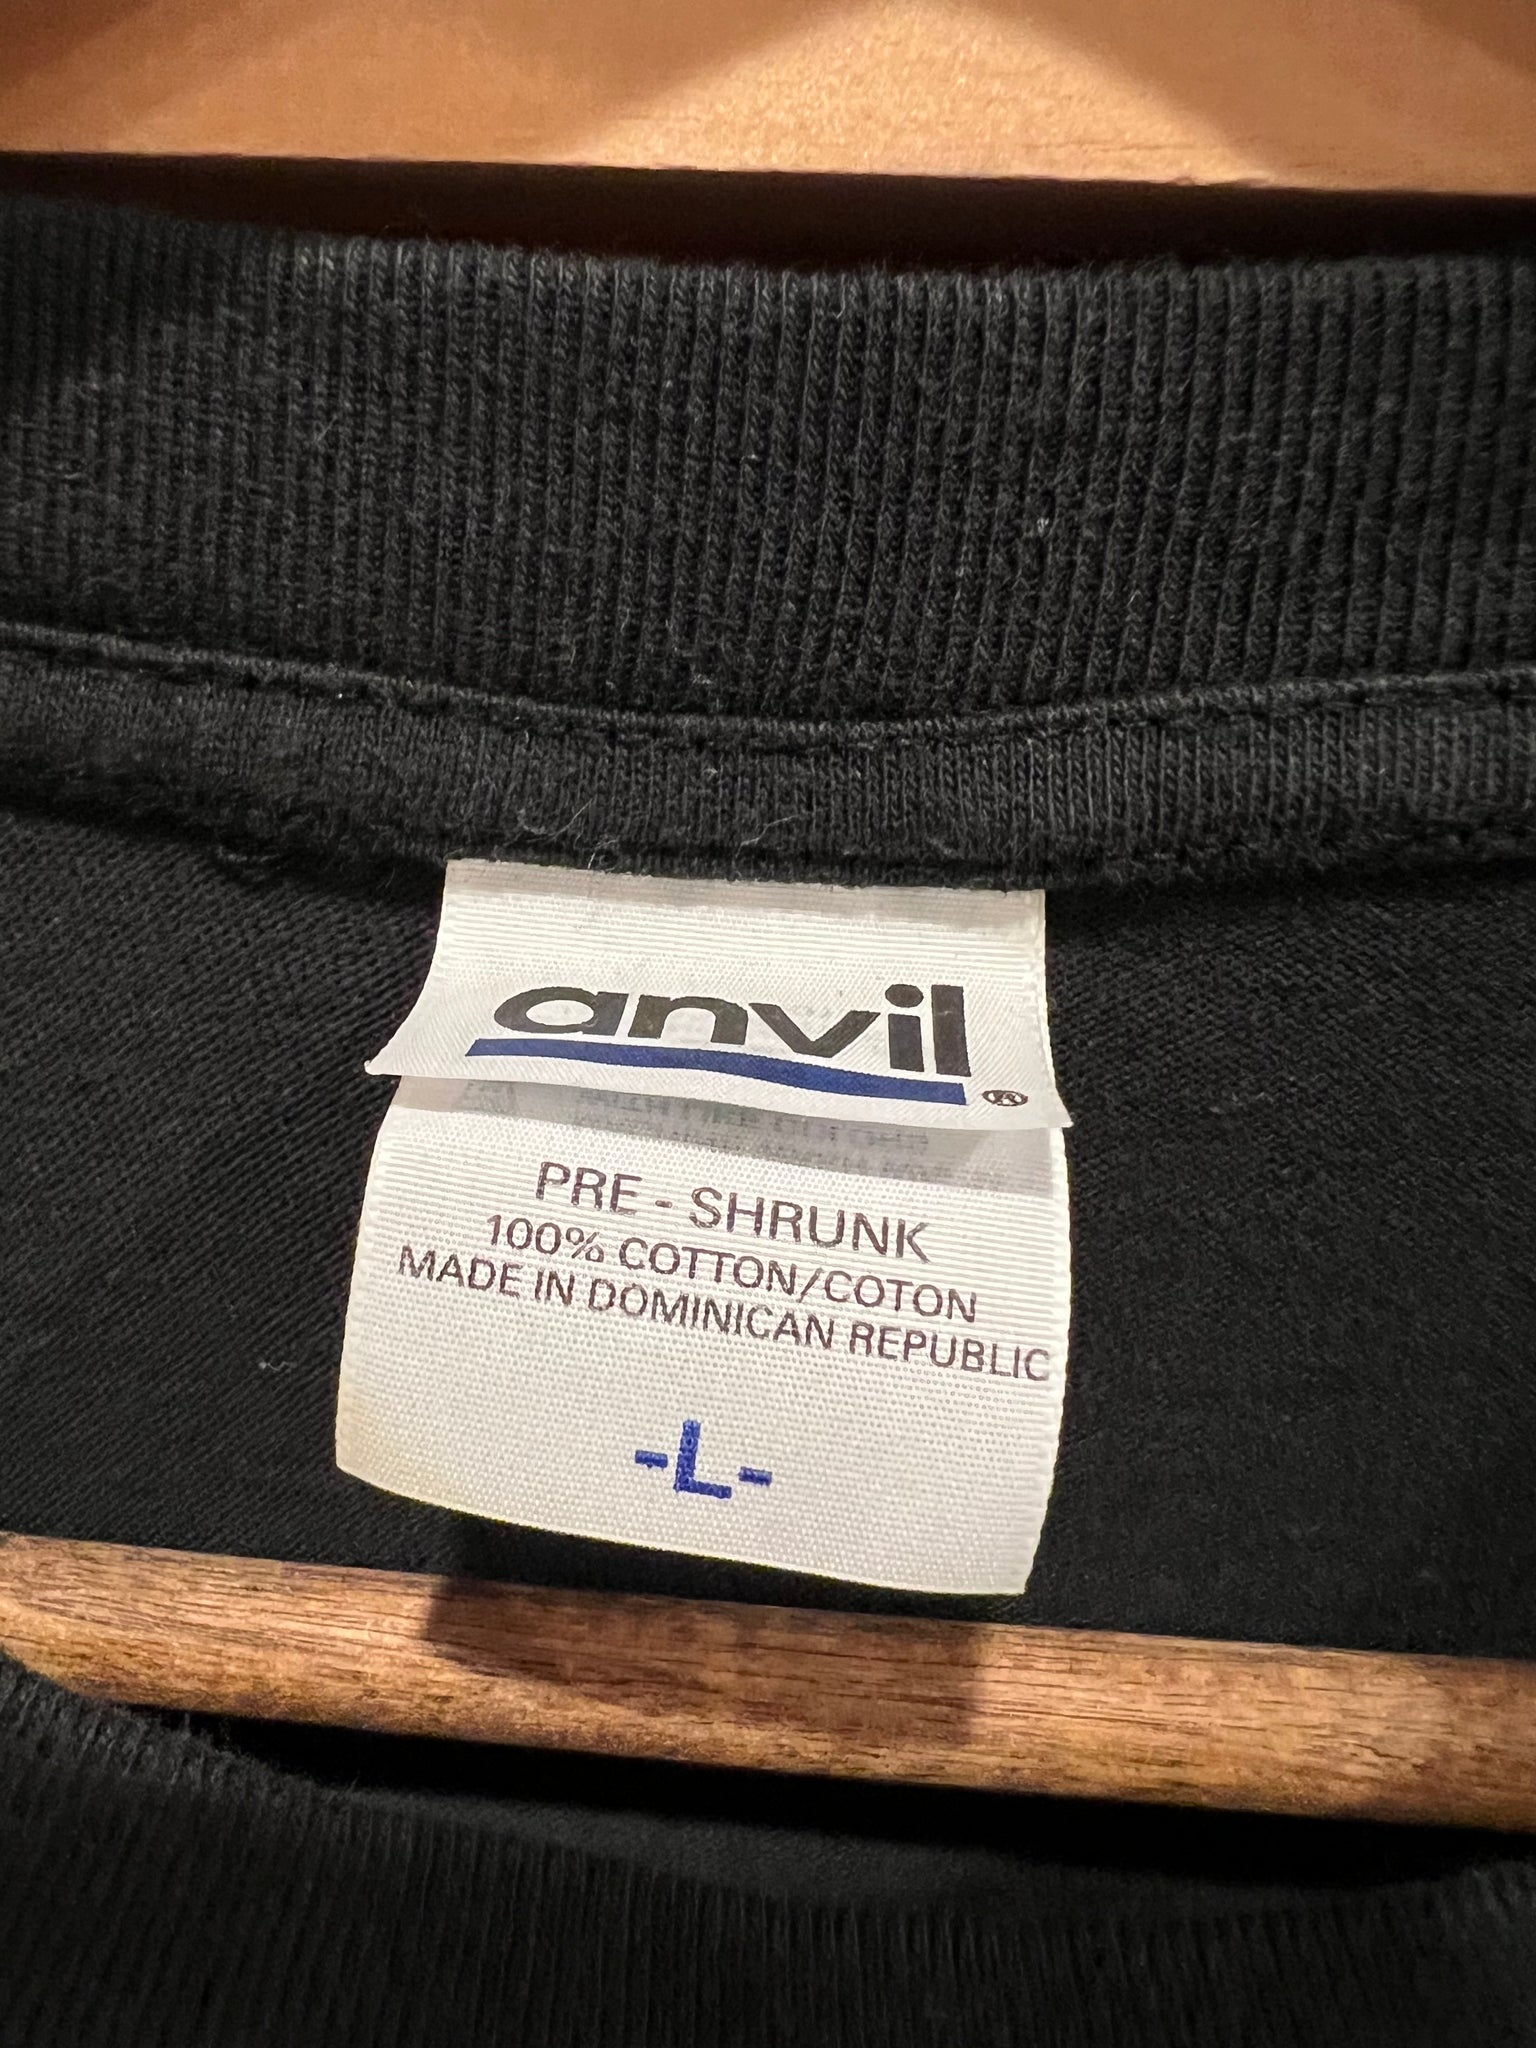 anvil
®
PRE - SHRUNK
100% COTTON/COTON
MADE IN DOMINICAN REPUBLIC
-L-